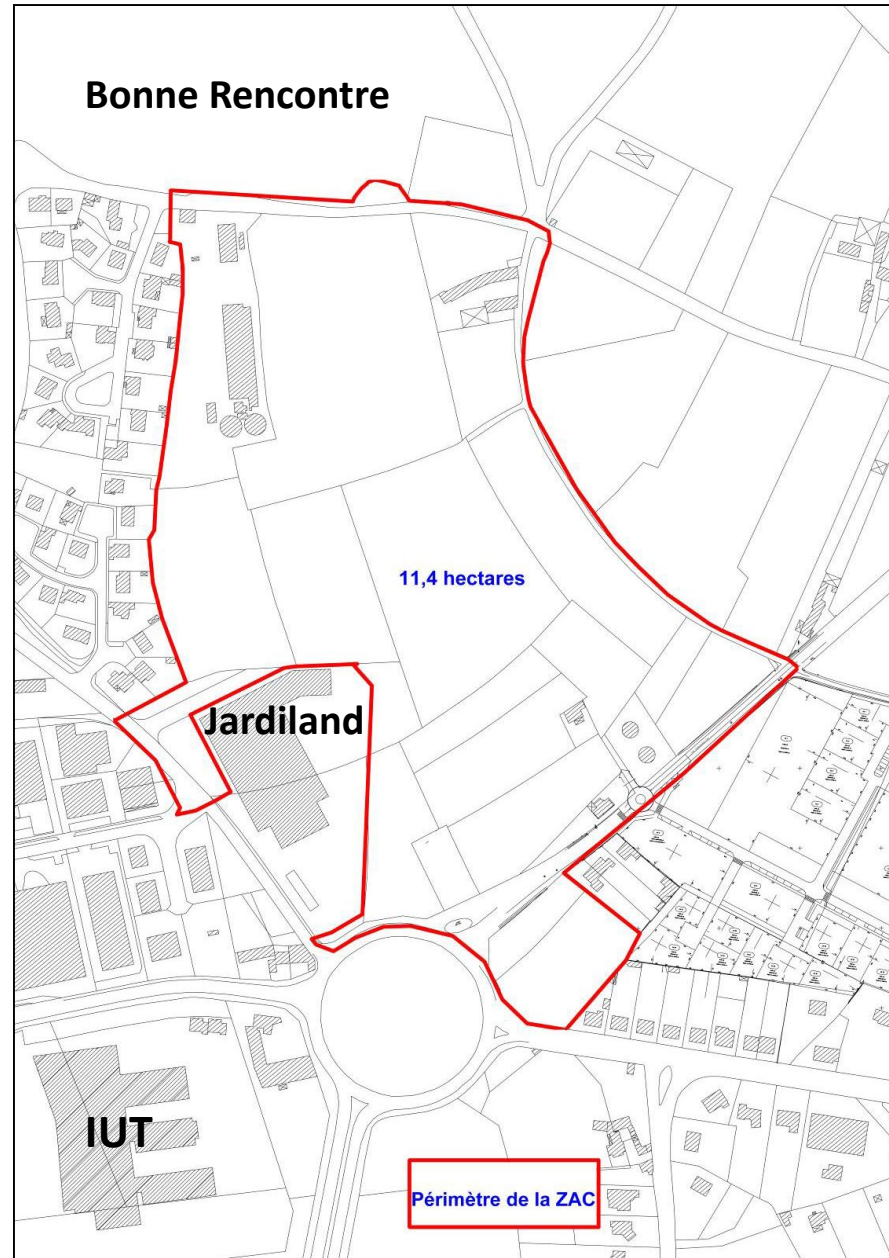 Bonne Rencontre
11,4 hectares
Jardiland
IUT
Périmètre de la ZAC